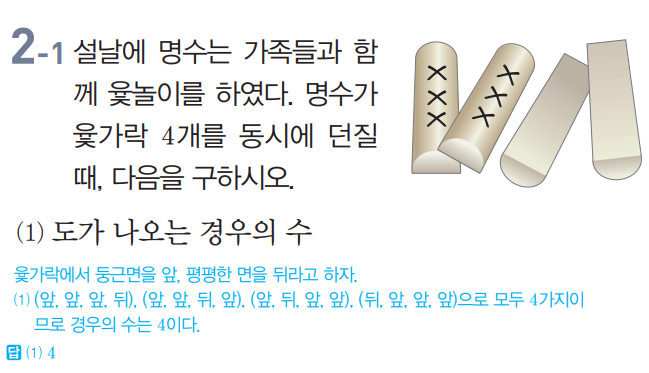 2-1 설날에 명수는 가족들과 함
께 윷놀이를 하였다. 명수가
윷가락 4개를 동시에 던질
때, 다음을 구하시오.
(1) 도가 나오는 경우의 수
윷가락에서 둥근면을 앞, 평평한 면을 뒤라고 하자.
(1) (앞, 앞, 앞, 뒤), (앞, 앞, 뒤, 앞), (앞, 뒤, 앞, 앞), (뒤, 앞, 앞, 앞)으로 모두 4가지이
므로 경우의 수는 4이다.
답 (1) 4